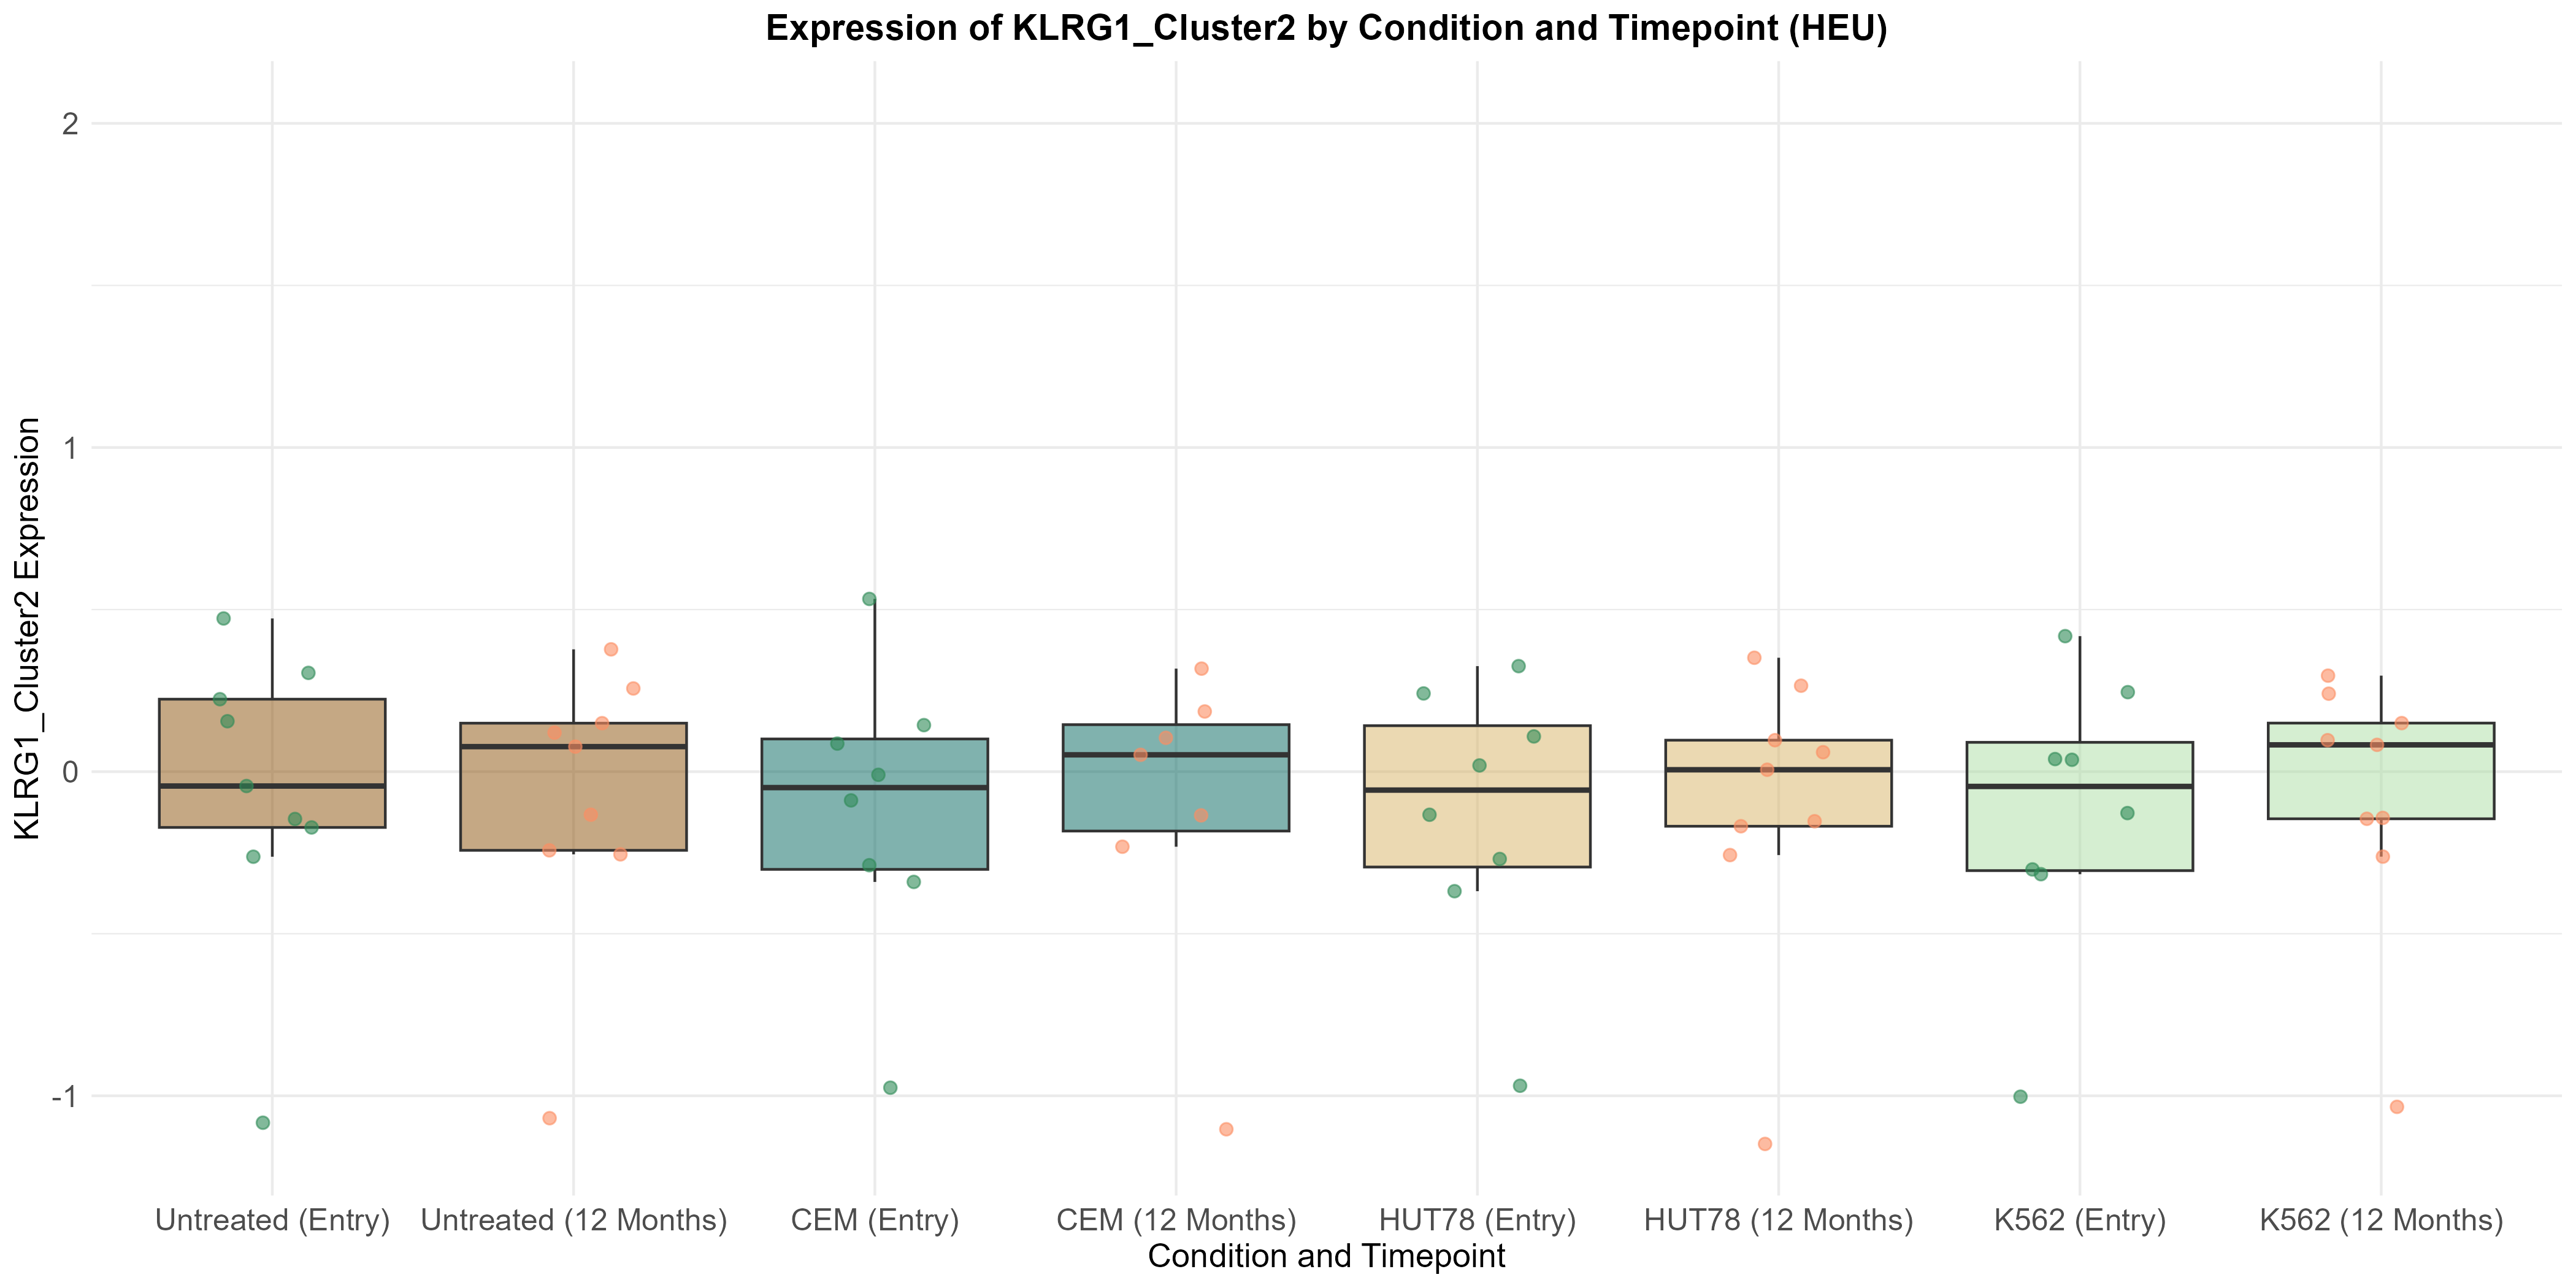 Expression of KLRG1_Cluster2 by Condition and Timepoint (HEU)
KLRG1_Cluster2 Expression
2
1
0
-1
Untreated (Entry)
Untreated (12 Months)
CEM (Entry)
CEM (12 Months)
HUT78 (Entry)
HUT78 (12 Months)
K562 (Entry)
K562 (12 Months)
Condition and Timepoint